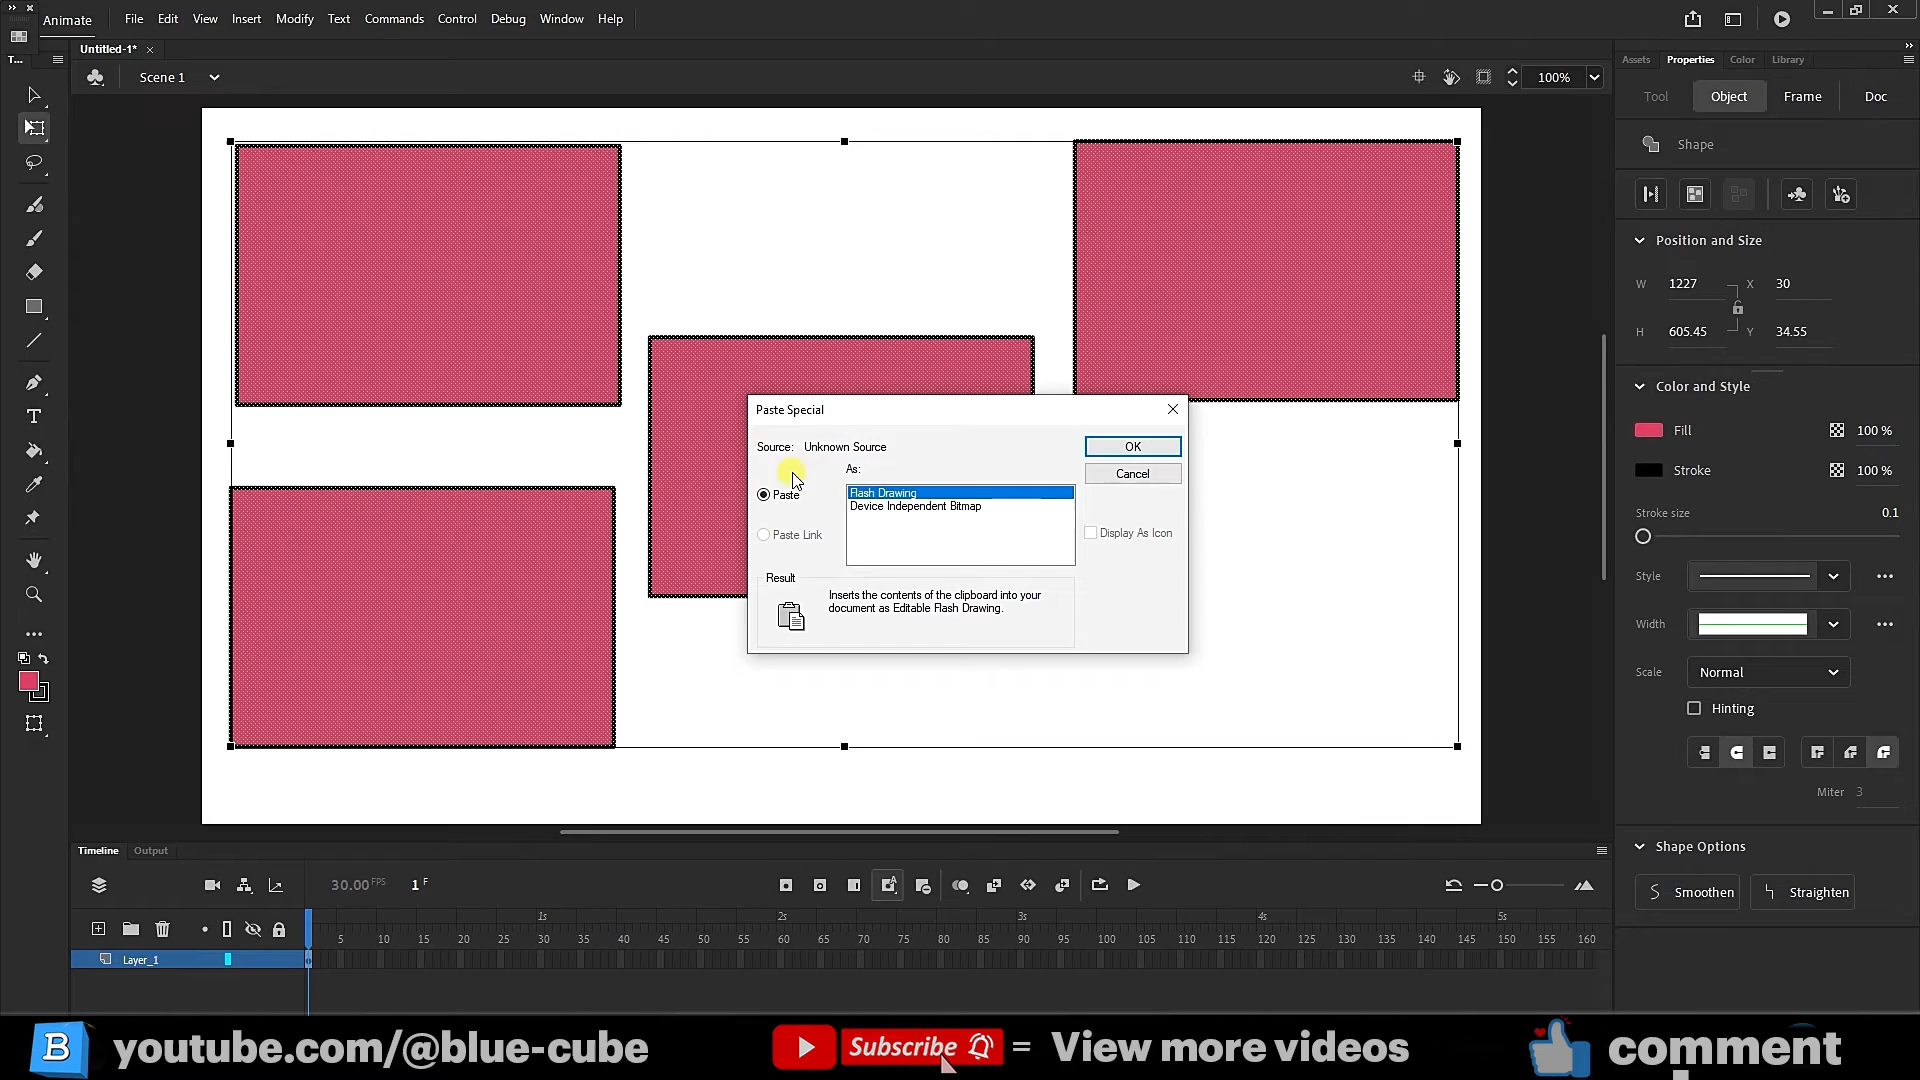 Animate File Edit View Insert Modify Text Commands Control Debug Window Help
T...
Untitled-1*
Scene 1
100%
Assets Properties Color Library
Tool Object Frame Doc
Shape
Position and Size
W 1227 X 30
H 605.45 Y 34.55
Color and Style
Fill 100 %
Stroke 100 %
Stroke size 0.1
Style
Width
Scale Normal
Hinting
Miter 3
Shape Options
Smoothen Straighten
Paste Special
Source: Unknown Source
OK
As:
Cancel
Paste
Flash Drawing
Device Independent Bitmap
Paste Link
Display As Icon
Result
Inserts the contents of the clipboard into your
document as Editable Flash Drawing.
Timeline Output
30.00 FPS 1 F
1s 2s 3s 4s 5s
5 10 15 20 25 30 35 40 45 50 55 60 65 70 75 80 85 90 95 100 105 110 115 120 125 130 135 140 145 150 155 160
Layer_1
B youtube.com/@blue-cube Subscribe = View more videos comment